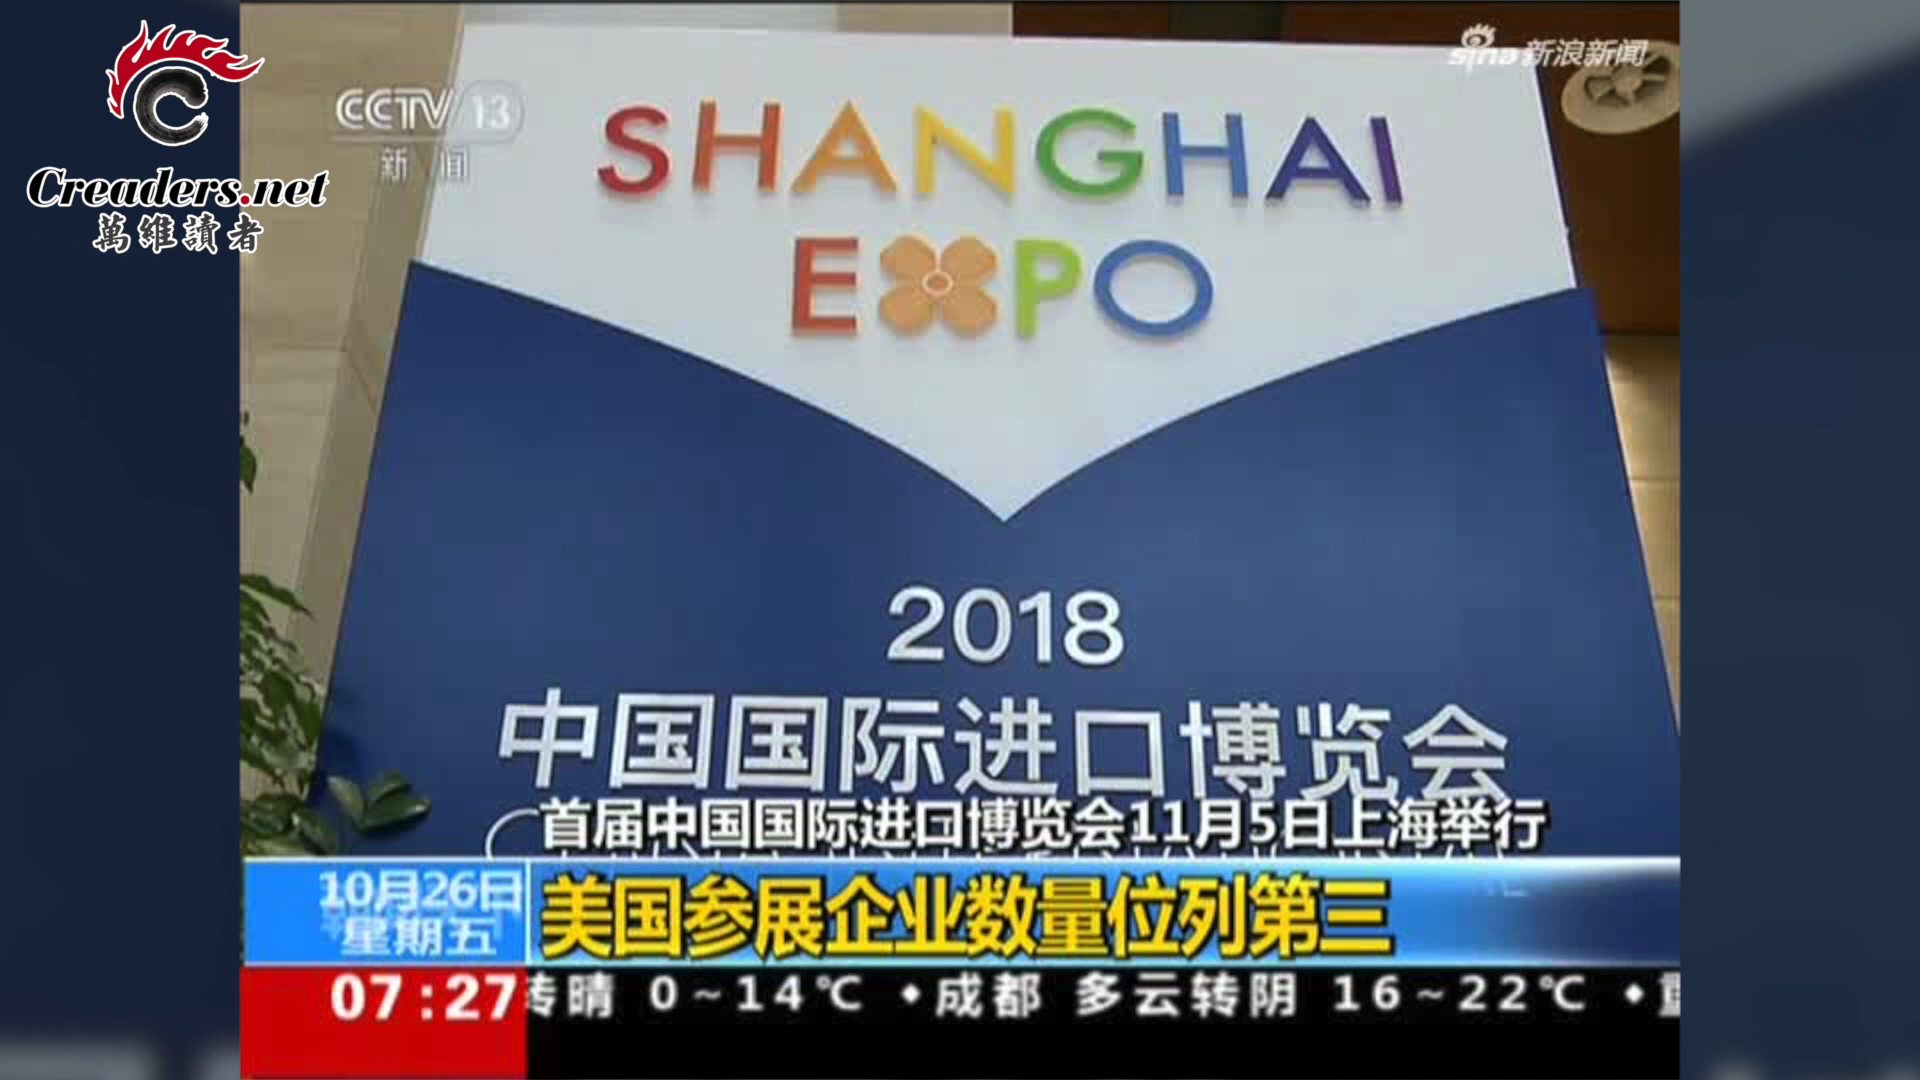 Creaders.net
萬維讀者
CCTV 13
新闻
sina 新浪新闻
SHANGHAI
EXPO
2018
中国国际进口博览会
首届中国国际进口博览会11月5日上海举行
10月26日
星期五
美国参展企业数量位列第三
07:27
转晴 0~14℃ ◆成都 多云转阴 16~22℃ ◆